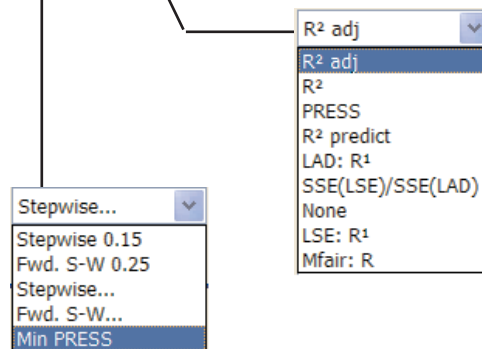 R² adj
R² adj
R²
PRESS
R² predict
LAD: R¹
SSE(LSE)/SSE(LAD)
None
LSE: R¹
Mfair: R
Stepwise...
Stepwise 0.15
Fwd. S-W 0.25
Stepwise...
Fwd. S-W...
Min PRESS